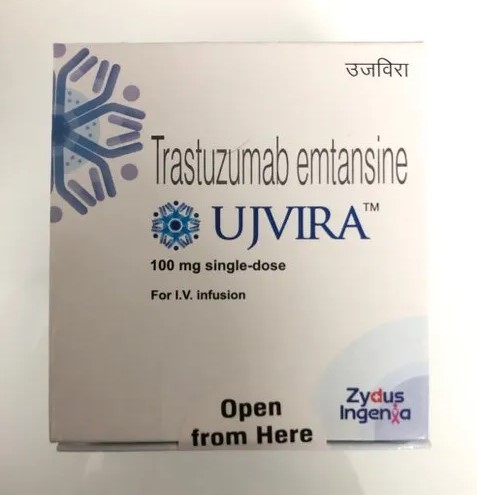 उजविरा
Trastuzumab emtansine
UJVIRA™
100 mg single-dose
For I.V. infusion
Zydus
Ingenia
Open
from Here